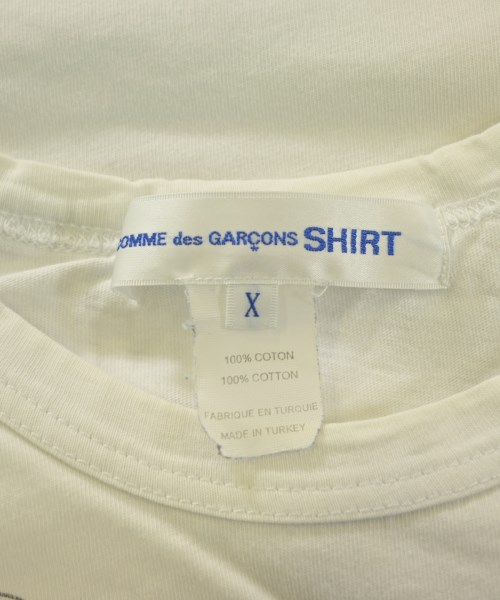 COMME des GARÇONS SHIRT
X
100% COTON
100% COTTON
FABRIQUE EN TURQUIE
MADE IN TURKEY